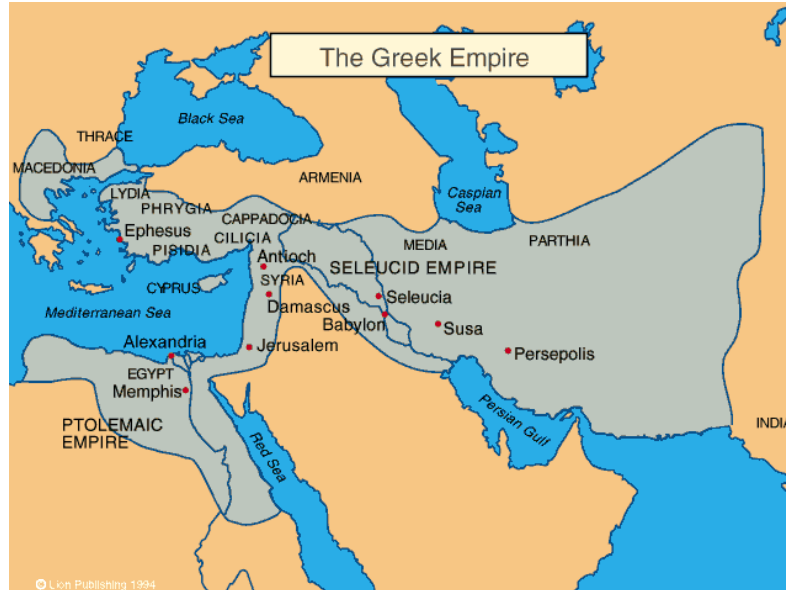 The Greek Empire
Black Sea
THRACE
MACEDONIA
ARMENIA
Caspian
Sea
LYDIA
PHRYGIA
CAPPADOCIA
Ephesus
CILICIA
PISIDIA
MEDIA
PARTHIA
Antioch
SELEUCID EMPIRE
SYRIA
CYPRUS
Seleucia
Damascus
Mediterranean Sea
Babylon
Susa
Alexandria
Jerusalem
Persepolis
EGYPT
Memphis
PTOLEMAIC
EMPIRE
Persian Gulf
INDIA
Red Sea
© Lion Publishing 1994